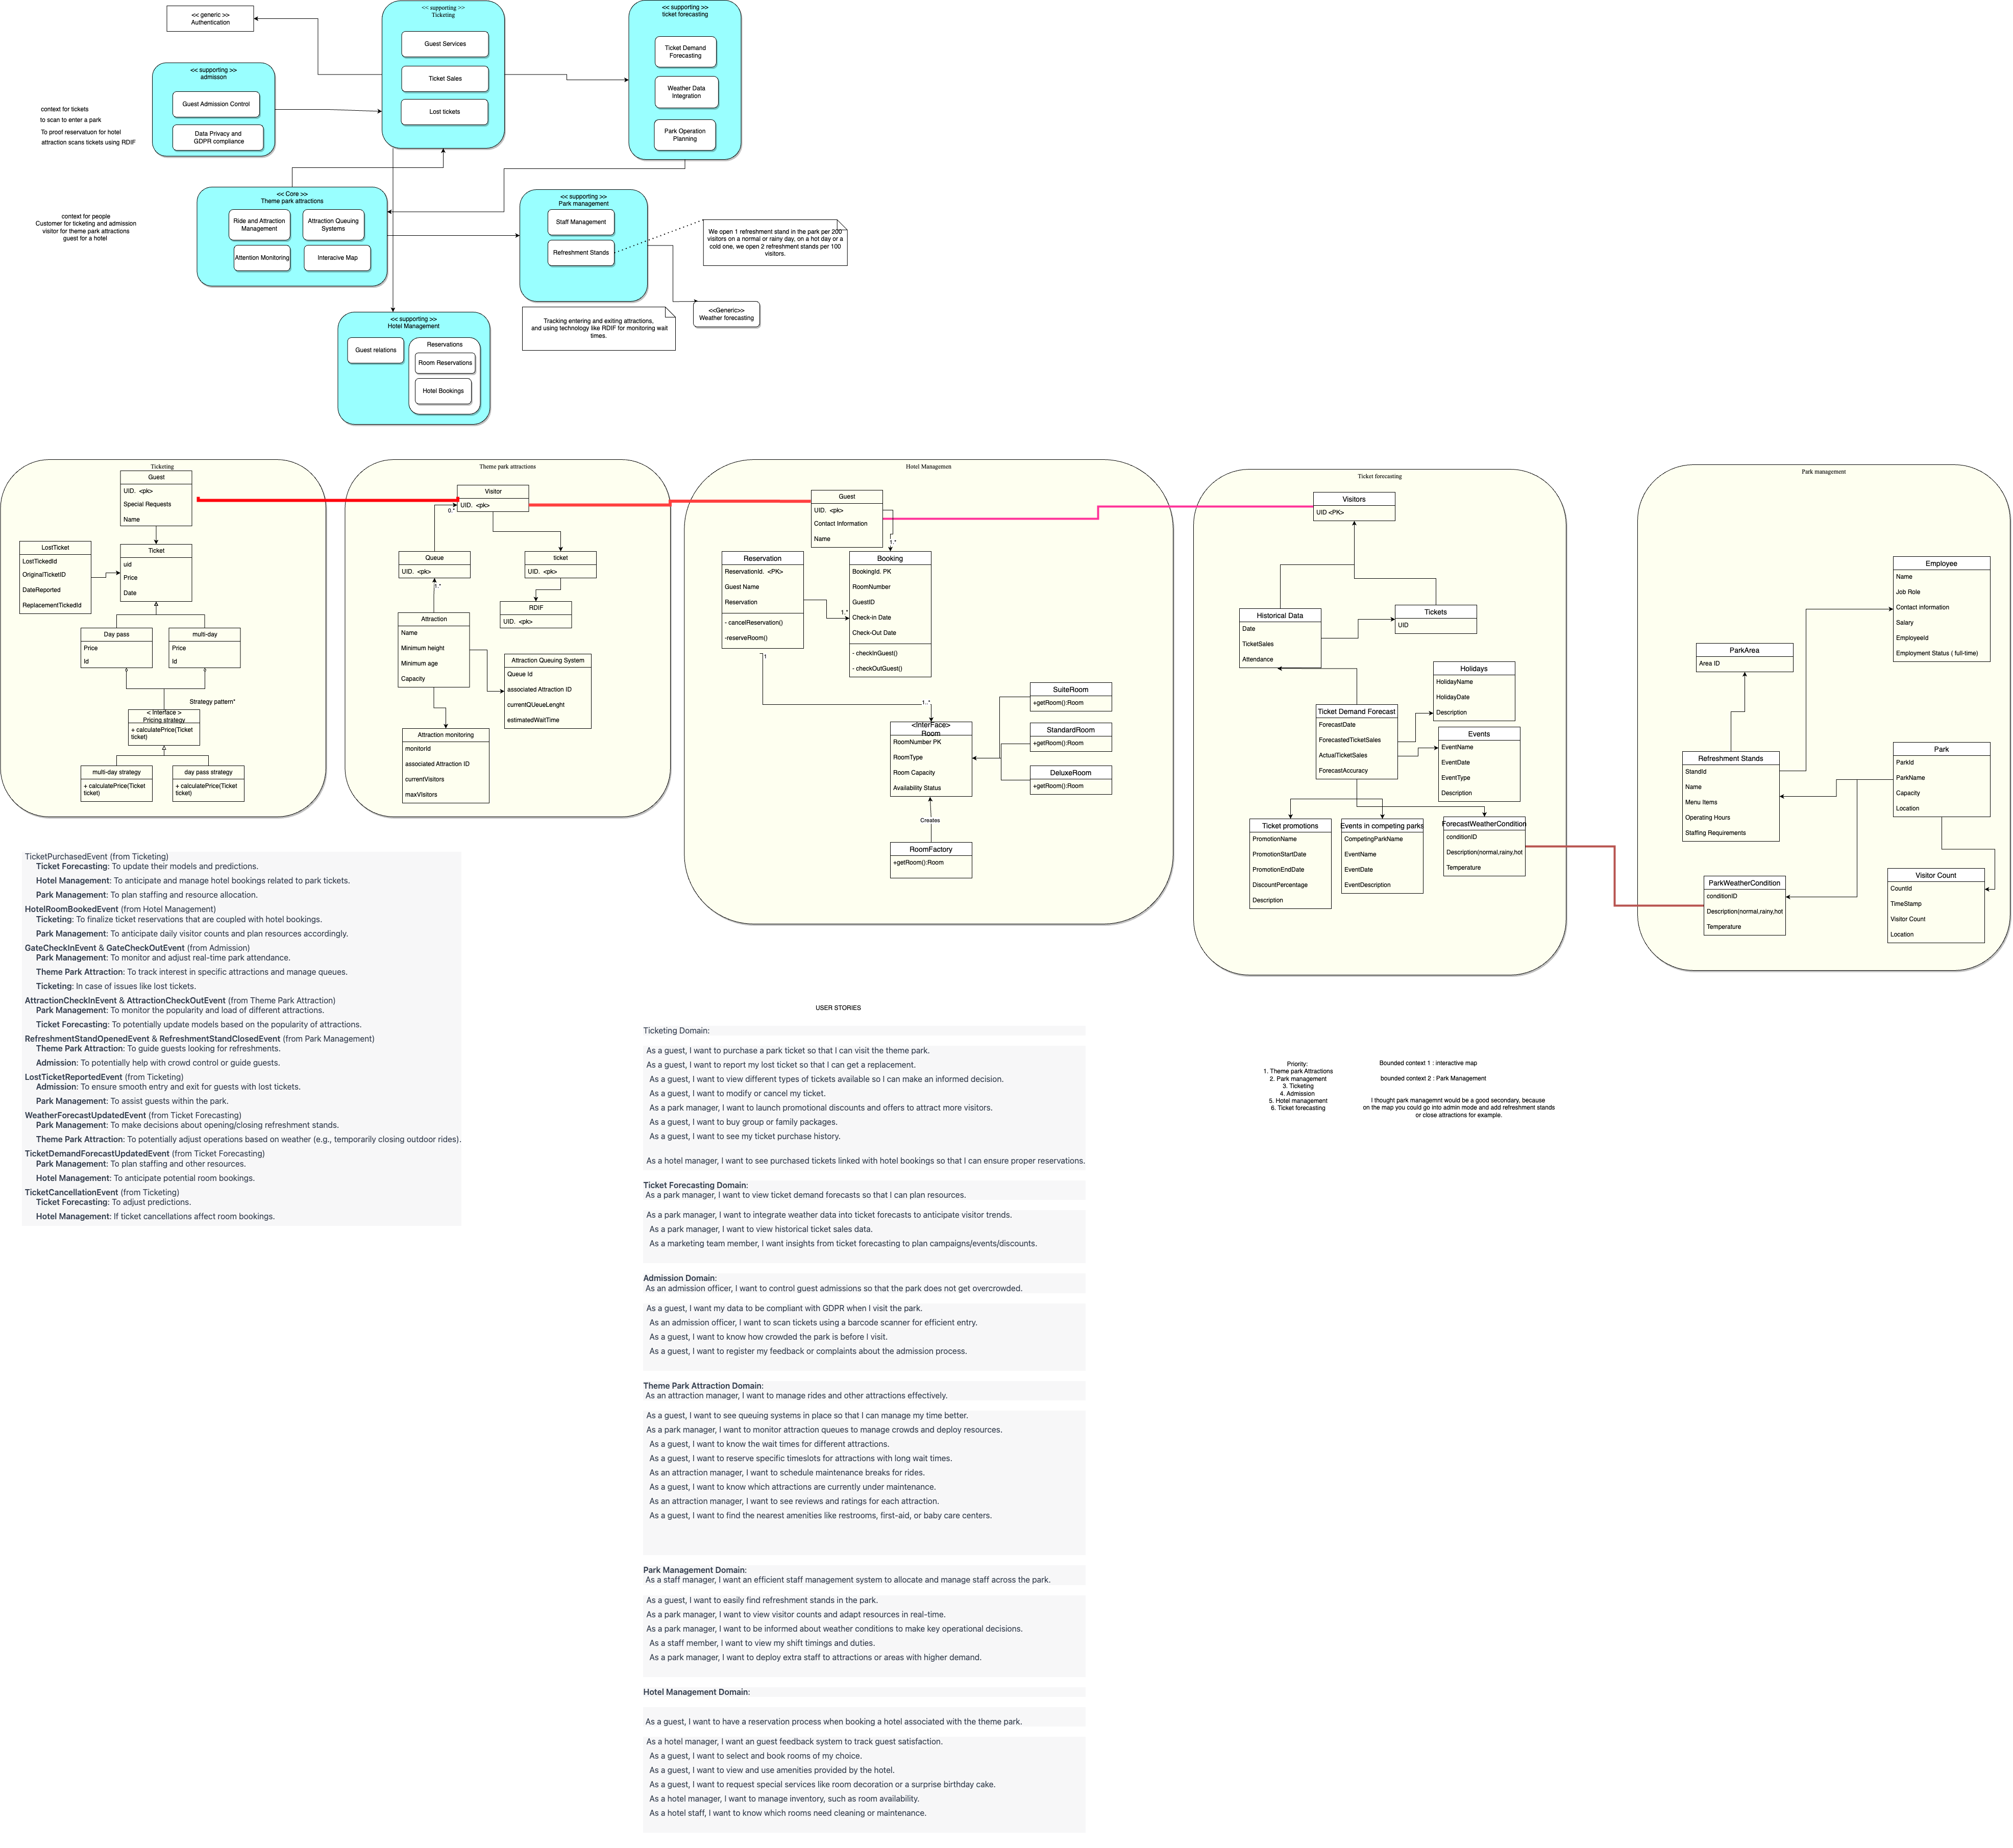 << generic >>
Authentication
<< supporting >>
Ticketing
Guest Services
Ticket Sales
Lost tickets
<< supporting >>
ticket forecasting
Ticket Demand
Forecasting
Weather Data
Integration
Park Operation
Planning
<< supporting >>
admisson
Guest Admission Control
Data Privacy and
GDPR compliance
context for tickets
to scan to enter a park
To proof reservatuon for hotel
attraction scans tickets using RDIF
<< Core >>
Theme park attractions
Ride and Attraction
Management
Attraction Queuing
Systems
Attention Monitoring
Interacive Map
context for people
Customer for ticketing and admission
visitor for theme park attractions
guest for a hotel
<< supporting >>
Park management
Staff Management
Refreshment Stands
We open 1 refreshment stand in the park per 200
visitors on a normal or rainy day, on a hot day or a
cold one, we open 2 refreshment stands per 100
visitors.
Tracking entering and exiting attractions,
and using technology like RDIF for monitoring wait
times.
<<Generic>>
Weather forecasting
<< supporting >>
Hotel Management
Guest relations
Reservations
Room Reservations
Hotel Bookings
Ticketing
Guest
UID. <pk>
Special Requests
Name
LostTicket
LostTickedId
OriginalTicketID
DateReported
ReplacementTickedId
Ticket
uid
Price
Date
Day pass
Price
Id
multi-day
Price
Id
Strategy pattern*
< Interface >
Pricing strategy
+ calculatePrice(Ticket
ticket)
multi-day strategy
+ calculatePrice(Ticket
ticket)
day pass strategy
+ calculatePrice(Ticket
ticket)
Theme park attractions
Visitor
UID. <pk>
0.*
Queue
UID. <pk>
1..*
ticket
UID. <pk>
RDIF
UID. <pk>
Attraction
Name
Minimum height
Minimum age
Capacity
Attraction Queuing System
Queue Id
associated Attraction ID
currentQUeueLenght
estimatedWaitTime
Attraction monitoring
monitorId
associated Attraction ID
currentVisitors
maxVIsitors
Hotel Managemen
Guest
UID. <pk>
Contact Information
Name
1.*
Reservation
ReservationId. <PK>
Guest Name
Reservation
- cancelReservation()
-reserveRoom()
1..*
1
Booking
BookingId. PK
RoomNumber
GuestID
Check-In Date
Check-Out Date
- checkInGuest()
- checkOutGuest()
1..*
<InterFace>
Room
RoomNumber PK
RoomType
Room Capacity
Availability Status
SuiteRoom
+getRoom():Room
StandardRoom
+getRoom():Room
DeluxeRoom
+getRoom():Room
Creates
RoomFactory
+getRoom():Room
Ticket forecasting
Visitors
UID <PK>
Historical Data
Date
TicketSales
Attendance
Tickets
UID
Holidays
HolidayName
HolidayDate
Description
Ticket Demand Forecast
ForecastDate
ForecastedTicketSales
ActualTicketSales
ForecastAccuracy
Events
EventName
EventDate
EventType
Description
Ticket promotions
PromotionName
PromotionStartDate
PromotionEndDate
DiscountPercentage
Description
Events in competing parks
CompetingParkName
EventName
EventDate
EventDescription
ForecastWeatherCondition
conditionID
Description(normal,rainy,hot
Temperature
Park management
Employee
Name
Job Role
Contact information
Salary
EmployeeId
Employment Status ( full-time)
ParkArea
Area ID
Refreshment Stands
StandId
Name
Menu Items
Operating Hours
Staffing Requirements
Park
ParkId
ParkName
Capacity
Location
ParkWeatherCondition
conditionID
Description(normal,rainy,hot
Temperature
Visitor Count
CountId
TimeStamp
Visitor Count
Location
TicketPurchasedEvent (from Ticketing)
Ticket Forecasting: To update their models and predictions.
Hotel Management: To anticipate and manage hotel bookings related to park tickets.
Park Management: To plan staffing and resource allocation.
HotelRoomBookedEvent (from Hotel Management)
Ticketing: To finalize ticket reservations that are coupled with hotel bookings.
Park Management: To anticipate daily visitor counts and plan resources accordingly.
GateCheckInEvent & GateCheckOutEvent (from Admission)
Park Management: To monitor and adjust real-time park attendance.
Theme Park Attraction: To track interest in specific attractions and manage queues.
Ticketing: In case of issues like lost tickets.
AttractionCheckInEvent & AttractionCheckOutEvent (from Theme Park Attraction)
Park Management: To monitor the popularity and load of different attractions.
Ticket Forecasting: To potentially update models based on the popularity of attractions.
RefreshmentStandOpenedEvent & RefreshmentStandClosedEvent (from Park Management)
Theme Park Attraction: To guide guests looking for refreshments.
Admission: To potentially help with crowd control or guide guests.
LostTicketReportedEvent (from Ticketing)
Admission: To ensure smooth entry and exit for guests with lost tickets.
Park Management: To assist guests within the park.
WeatherForecastUpdatedEvent (from Ticket Forecasting)
Park Management: To make decisions about opening/closing refreshment stands.
Theme Park Attraction: To potentially adjust operations based on weather (e.g., temporarily closing outdoor rides).
TicketDemandForecastUpdatedEvent (from Ticket Forecasting)
Park Management: To plan staffing and other resources.
Hotel Management: To anticipate potential room bookings.
TicketCancellationEvent (from Ticketing)
Ticket Forecasting: To adjust predictions.
Hotel Management: If ticket cancellations affect room bookings.
USER STORIES
Ticketing Domain:
As a guest, I want to purchase a park ticket so that I can visit the theme park.
As a guest, I want to report my lost ticket so that I can get a replacement.
As a guest, I want to view different types of tickets available so I can make an informed decision.
As a guest, I want to modify or cancel my ticket.
As a park manager, I want to launch promotional discounts and offers to attract more visitors.
As a guest, I want to buy group or family packages.
As a guest, I want to see my ticket purchase history.
As a hotel manager, I want to see purchased tickets linked with hotel bookings so that I can ensure proper reservations.
Ticket Forecasting Domain:
As a park manager, I want to view ticket demand forecasts so that I can plan resources.
As a park manager, I want to integrate weather data into ticket forecasts to anticipate visitor trends.
As a park manager, I want to view historical ticket sales data.
As a marketing team member, I want insights from ticket forecasting to plan campaigns/events/discounts.
Admission Domain:
As an admission officer, I want to control guest admissions so that the park does not get overcrowded.
As a guest, I want my data to be compliant with GDPR when I visit the park.
As an admission officer, I want to scan tickets using a barcode scanner for efficient entry.
As a guest, I want to know how crowded the park is before I visit.
As a guest, I want to register my feedback or complaints about the admission process.
Theme Park Attraction Domain:
As an attraction manager, I want to manage rides and other attractions effectively.
As a guest, I want to see queuing systems in place so that I can manage my time better.
As a park manager, I want to monitor attraction queues to manage crowds and deploy resources.
As a guest, I want to know the wait times for different attractions.
As a guest, I want to reserve specific timeslots for attractions with long wait times.
As an attraction manager, I want to schedule maintenance breaks for rides.
As a guest, I want to know which attractions are currently under maintenance.
As an attraction manager, I want to see reviews and ratings for each attraction.
As a guest, I want to find the nearest amenities like restrooms, first-aid, or baby care centers.
Park Management Domain:
As a staff manager, I want an efficient staff management system to allocate and manage staff across the park.
As a guest, I want to easily find refreshment stands in the park.
As a park manager, I want to view visitor counts and adapt resources in real-time.
As a park manager, I want to be informed about weather conditions to make key operational decisions.
As a staff member, I want to view my shift timings and duties.
As a park manager, I want to deploy extra staff to attractions or areas with higher demand.
Hotel Management Domain:
As a guest, I want to have a reservation process when booking a hotel associated with the theme park.
As a hotel manager, I want an guest feedback system to track guest satisfaction.
As a guest, I want to select and book rooms of my choice.
As a guest, I want to view and use amenities provided by the hotel.
As a guest, I want to request special services like room decoration or a surprise birthday cake.
As a hotel manager, I want to manage inventory, such as room availability.
As a hotel staff, I want to know which rooms need cleaning or maintenance.
Priority:
1. Theme park Attractions
2. Park management
3. Ticketing
4. Admission
5. Hotel management
6. Ticket forecasting
Bounded context 1 : interactive map
bounded context 2 : Park Management
I thought park managemnt would be a good secondary, because
on the map you could go into admin mode and add refreshment stands
or close attractions for example.